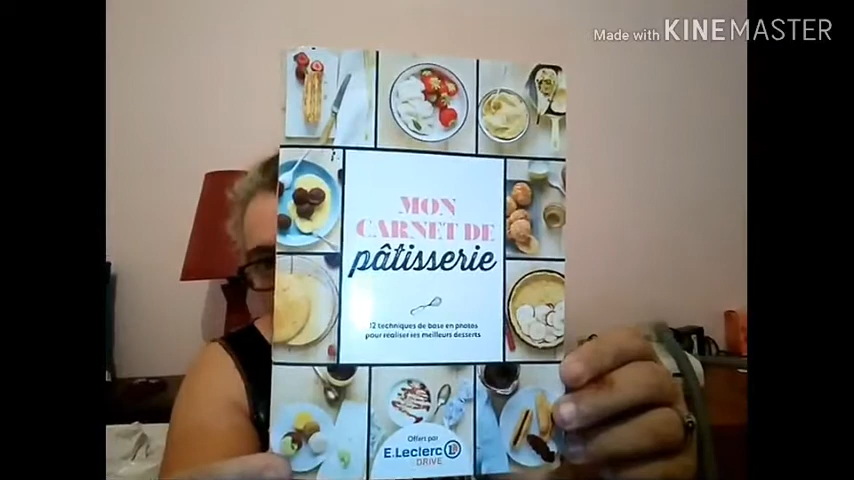 Made with KINEMASTER
MON
CARNET DE
pâtisserie
12 techniques de base en photos
pour réaliser les meilleurs desserts
Offert par
E.Leclerc L
DRIVE